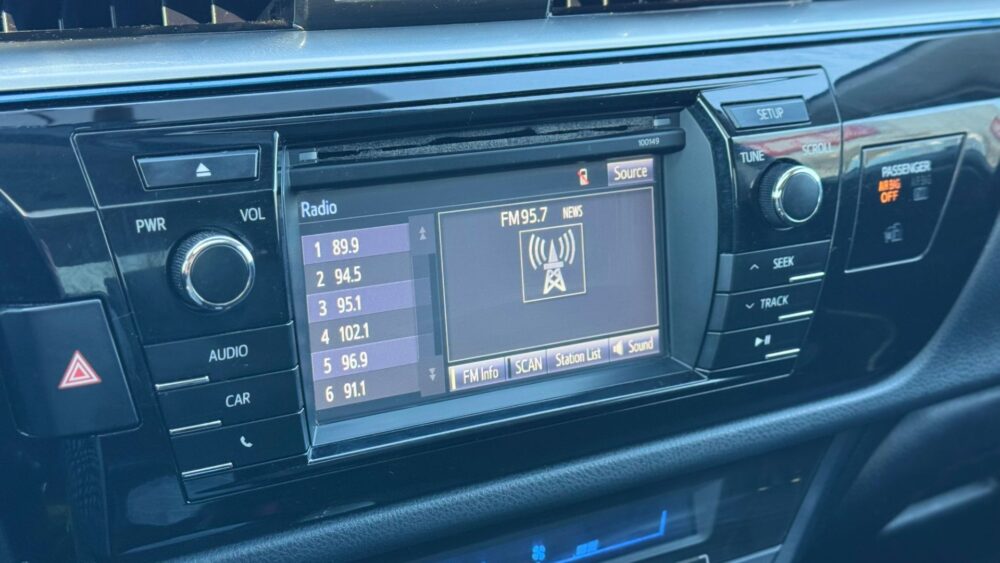 100149
SETUP
PWR
VOL
Radio
Source
FM 95.7 NEWS
1 89.9
2 94.5
3 95.1
4 102.1
5 96.9
6 91.1
FM Info
SCAN
Station List
Sound
TUNE
SCROLL
SEEK
TRACK
AUDIO
CAR
PASSENGER
AIR BAG
OFF